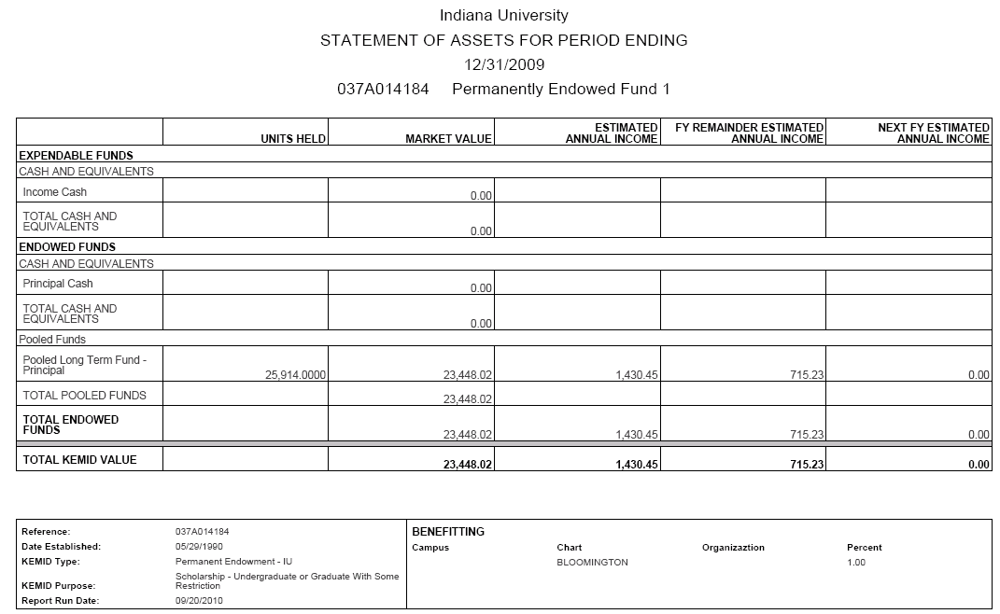 Indiana University
STATEMENT OF ASSETS FOR PERIOD ENDING
12/31/2009
037A014184 Permanently Endowed Fund 1
UNITS HELD MARKET VALUE ESTIMATED ANNUAL INCOME FY REMAINDER ESTIMATED ANNUAL INCOME NEXT FY ESTIMATED ANNUAL INCOME
EXPENDABLE FUNDS
CASH AND EQUIVALENTS
Income Cash 0.00
TOTAL CASH AND EQUIVALENTS 0.00
ENDOWED FUNDS
CASH AND EQUIVALENTS
Principal Cash 0.00
TOTAL CASH AND EQUIVALENTS 0.00
Pooled Funds
Pooled Long Term Fund - Principal 25,914.0000 23,448.02 1,430.45 715.23 0.00
TOTAL POOLED FUNDS 23,448.02
TOTAL ENDOWED FUNDS 23,448.02 1,430.45 715.23 0.00
TOTAL KEMID VALUE 23,448.02 1,430.45 715.23 0.00
Reference: 037A014184
Date Established: 05/29/1990
KEMID Type: Permanent Endowment - IU
KEMID Purpose: Scholarship - Undergraduate or Graduate With Some Restriction
Report Run Date: 09/20/2010
BENEFITTING
Campus Chart Organizaztion Percent
BLOOMINGTON 1.00